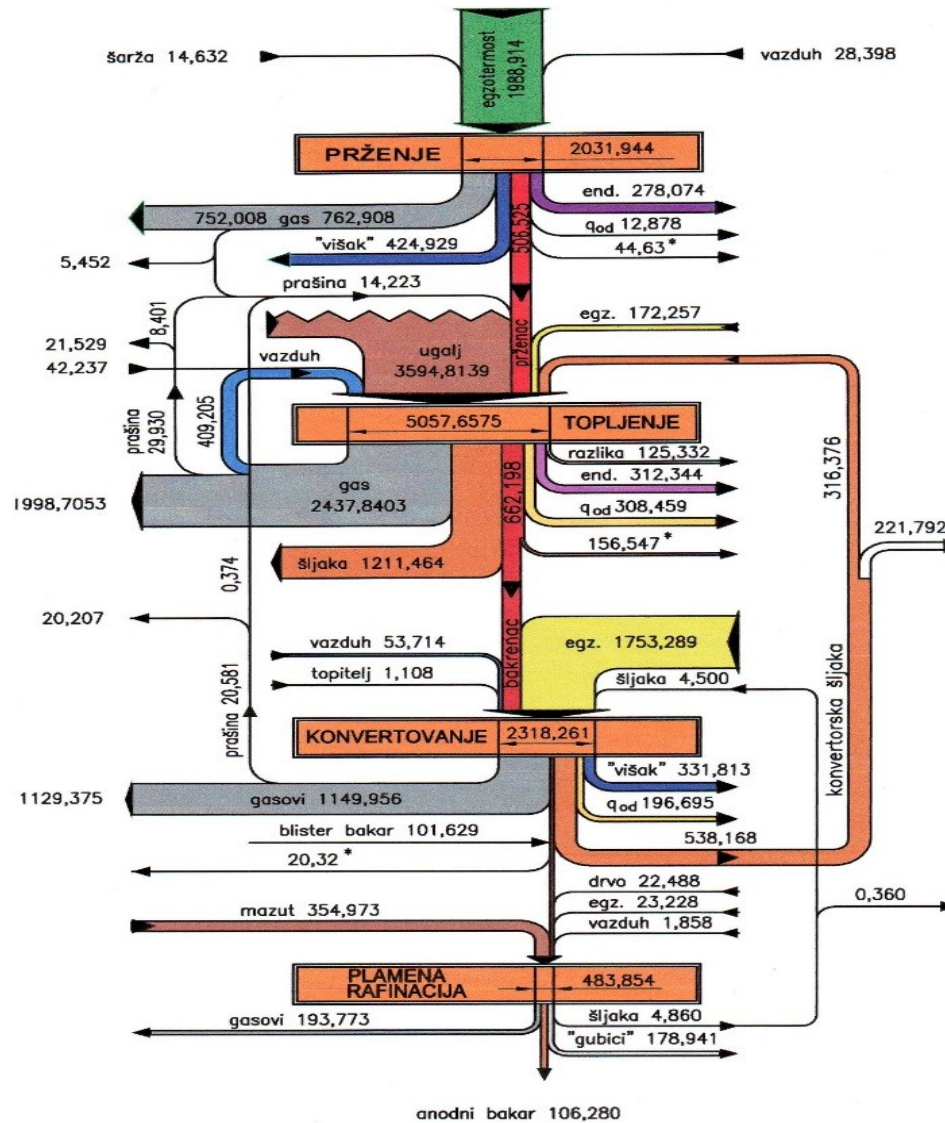 šarža 14,632
egzotermost
1988,914
vazduh 28,398
PRŽENJE
2031,944
752,008 gas 762,908
506,525
end. 278,074
qod 12,878
"višak" 424,929
44,63*
5,452
prašina 14,223
8,401
egz. 172,257
21,529
prženac
ugalj
3594,8139
42,237
vazduh
prašina
29,930
409,205
5057,6575
TOPLJENJE
316,376
razlika 125,332
gas
2437,8403
662,198
end. 312,344
1998,7053
qod 308,459
221,792
156,547*
šljaka 1211,464
0,374
20,207
vazduh 53,714
bakrenac
egz. 1753,289
topitelj 1,108
šljaka 4,500
prašina 20,581
konvertorska šljaka
KONVERTOVANJE
2318,261
"višak" 331,813
1129,375
gasovi 1149,956
qod 196,695
blister bakar 101,629
538,168
20,32 *
drvo 22,488
0,360
egz. 23,228
mazut 354,973
vazduh 1,858
PLAMENA
RAFINACIJA
483,854
gasovi 193,773
šljaka 4,860
"gubici" 178,941
anodni bakar 106,280